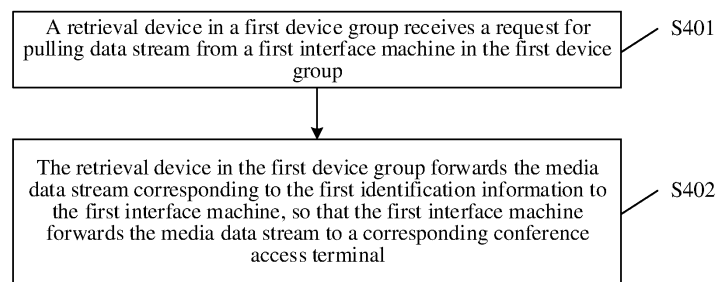 A retrieval device in a first device group receives a request for
pulling data stream from a first interface machine in the first device
group
S401
The retrieval device in the first device group forwards the media
data stream corresponding to the first identification information to
the first interface machine, so that the first interface machine
forwards the media data stream to a corresponding conference
access terminal
S402